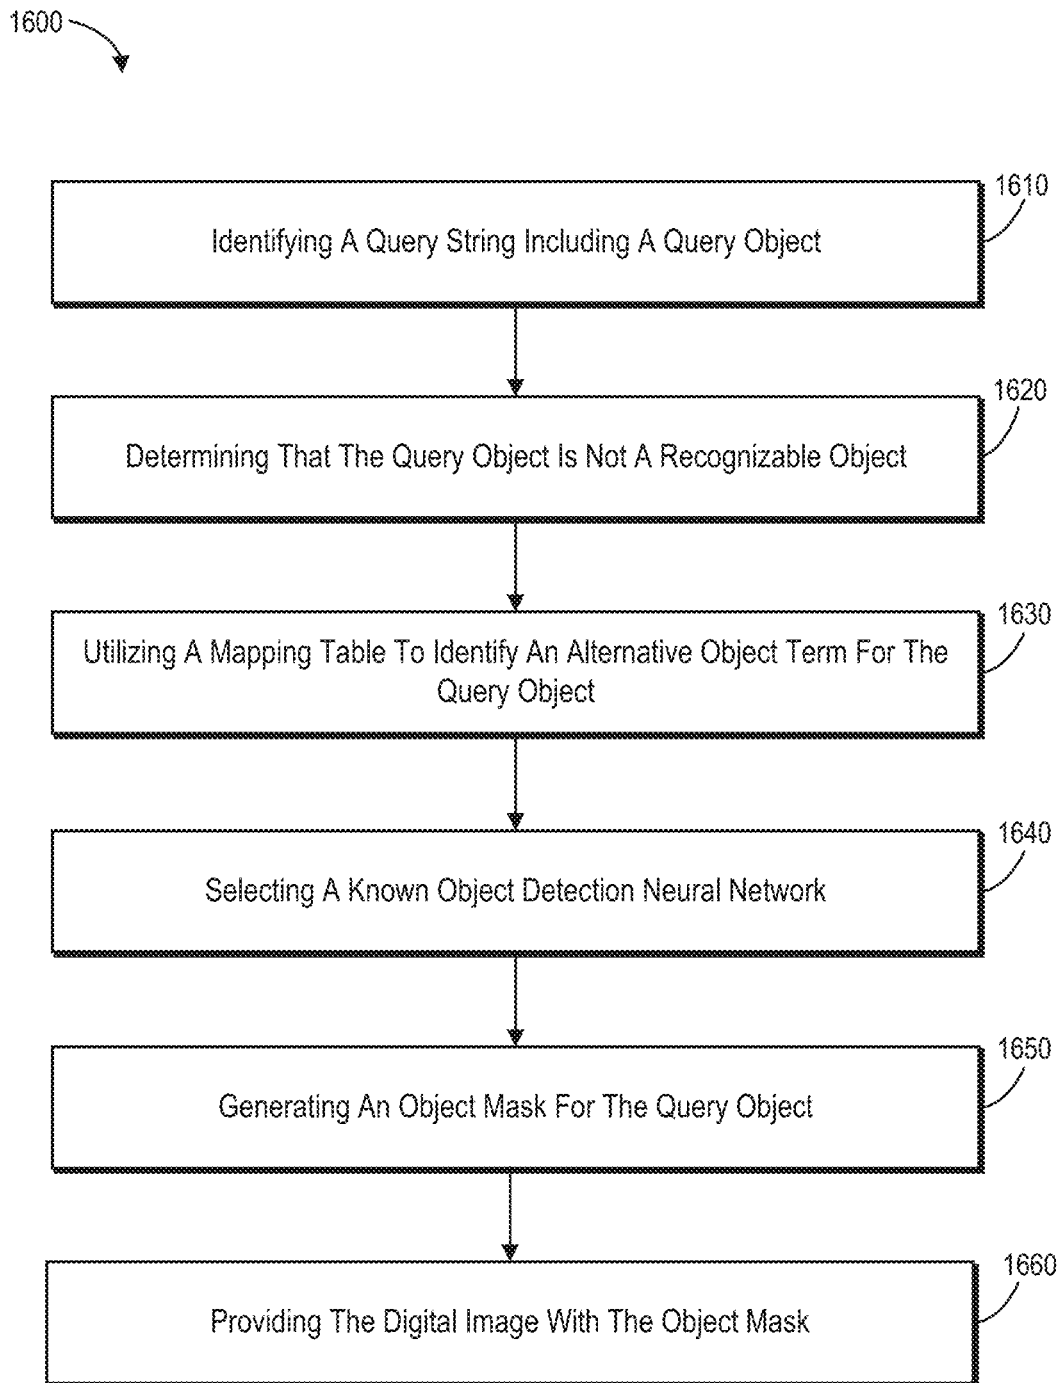 1600
1610
Identifying A Query String Including A Query Object
1620
Determining That The Query Object Is Not A Recognizable Object
1630
Utilizing A Mapping Table To Identify An Alternative Object Term For The
Query Object
1640
Selecting A Known Object Detection Neural Network
1650
Generating An Object Mask For The Query Object
1660
Providing The Digital Image With The Object Mask